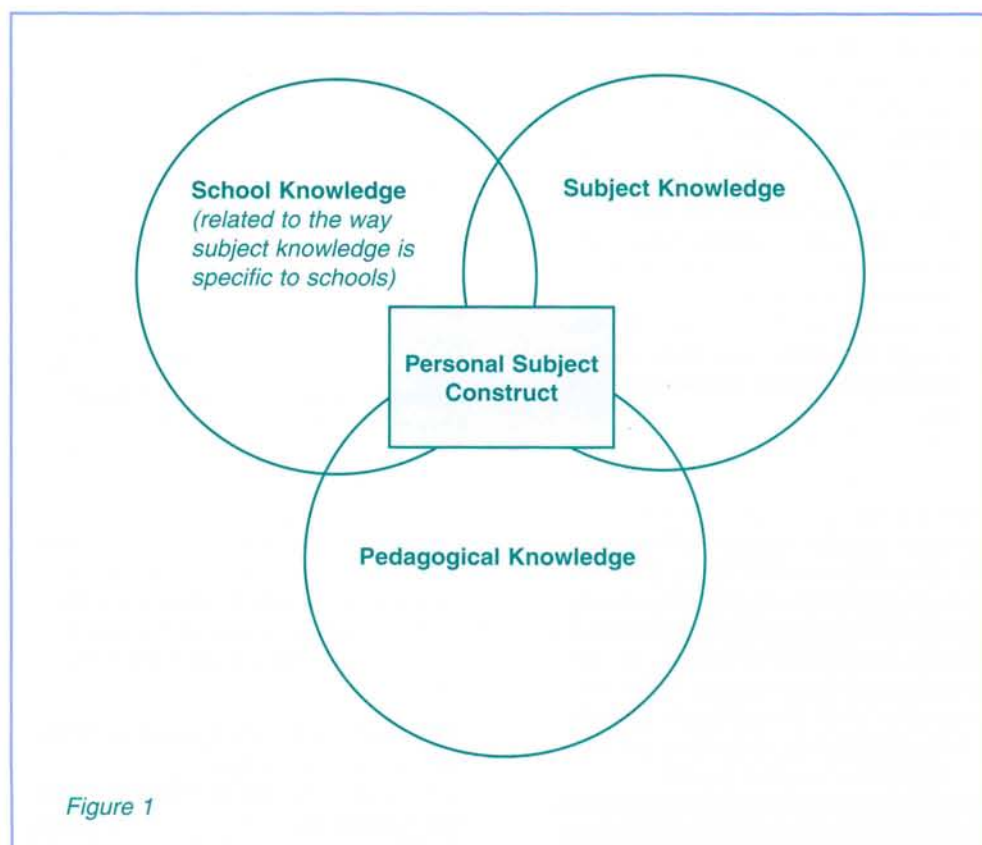 School Knowledge
(related to the way
subject knowledge is
specific to schools)
Subject Knowledge
Personal Subject
Construct
Pedagogical Knowledge
Figure 1